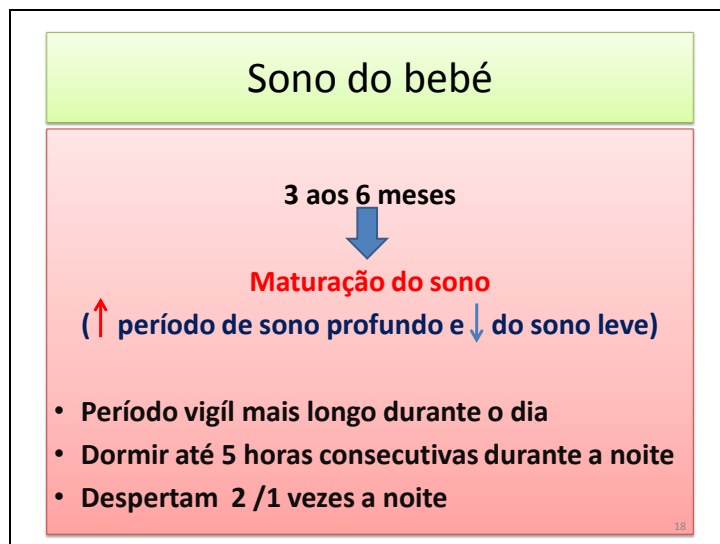 Sono do bebé
3 aos 6 meses
Maturação do sono
(↑ período de sono profundo e ↓ do sono leve)
• Período vigíl mais longo durante o dia
• Dormir até 5 horas consecutivas durante a noite
• Despertam 2 /1 vezes a noite
18